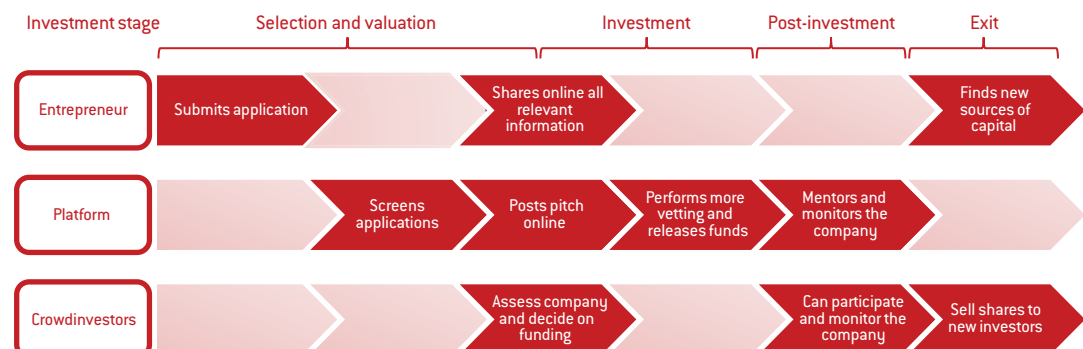 Investment stage
Selection and valuation
Investment
Post-investment
Exit
Entrepreneur
Submits application
Shares online all
relevant
information
Finds new
sources of
capital
Platform
Screens
applications
Posts pitch
online
Performs more
vetting and
releases funds
Mentors and
monitors the
company
Crowdinvestors
Assess company
and decide on
funding
Can participate
and monitor the
company
Sell shares to
new investors